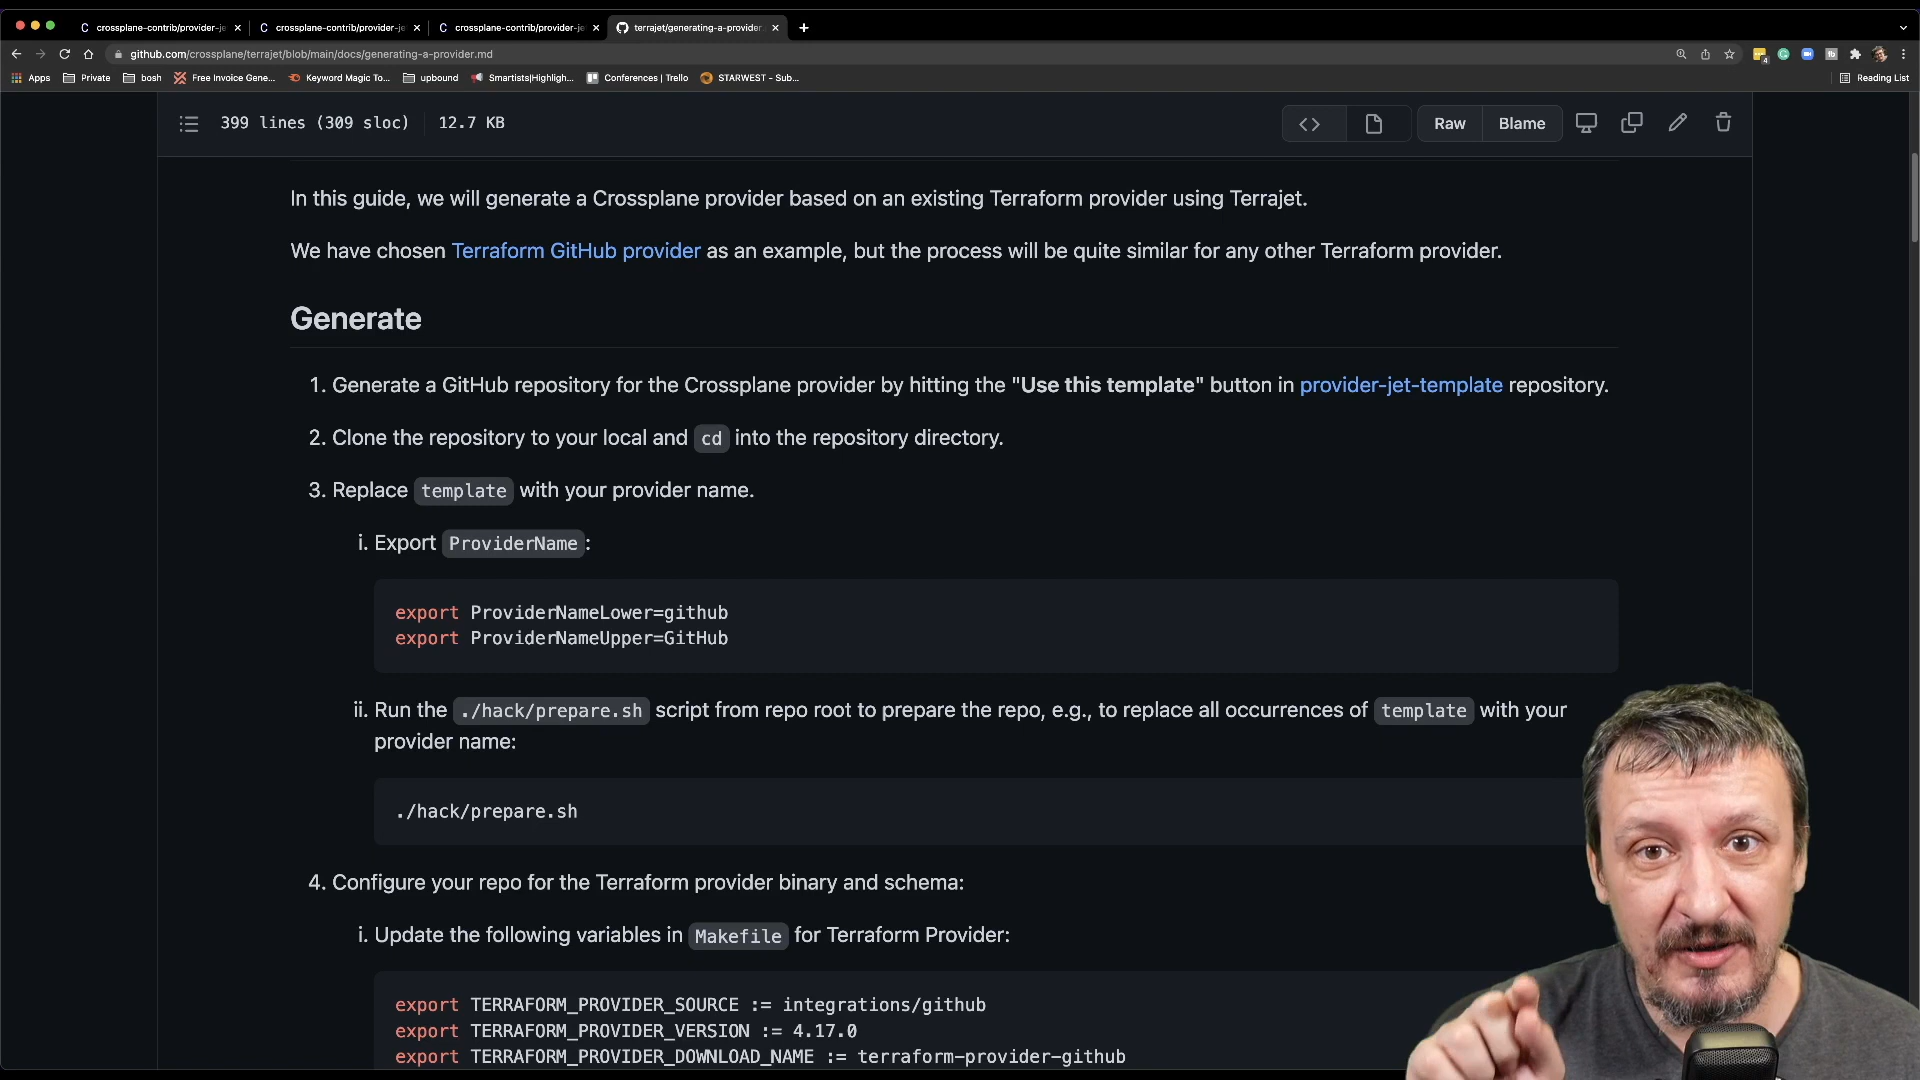 crossplane-contrib/provider-je
crossplane-contrib/provider-je
crossplane-contrib/provider-je
terrajet/generating-a-provider
github.com/crossplane/terrajet/blob/main/docs/generating-a-provider.md
Apps Private bosh Free Invoice Gene... Keyword Magic To... upbound Smartists|Highligh... Conferences | Trello STARWEST - Sub... Reading List
399 lines (309 sloc) 12.7 KB Raw Blame
In this guide, we will generate a Crossplane provider based on an existing Terraform provider using Terrajet.
We have chosen Terraform GitHub provider as an example, but the process will be quite similar for any other Terraform provider.
Generate
1. Generate a GitHub repository for the Crossplane provider by hitting the "Use this template" button in provider-jet-template repository.
2. Clone the repository to your local and cd into the repository directory.
3. Replace template with your provider name.
i. Export ProviderName:
export ProviderNameLower=github
export ProviderNameUpper=GitHub
ii. Run the ./hack/prepare.sh script from repo root to prepare the repo, e.g., to replace all occurrences of template with your
provider name:
./hack/prepare.sh
4. Configure your repo for the Terraform provider binary and schema:
i. Update the following variables in Makefile for Terraform Provider:
export TERRAFORM_PROVIDER_SOURCE := integrations/github
export TERRAFORM_PROVIDER_VERSION := 4.17.0
export TERRAFORM_PROVIDER_DOWNLOAD_NAME := terraform-provider-github